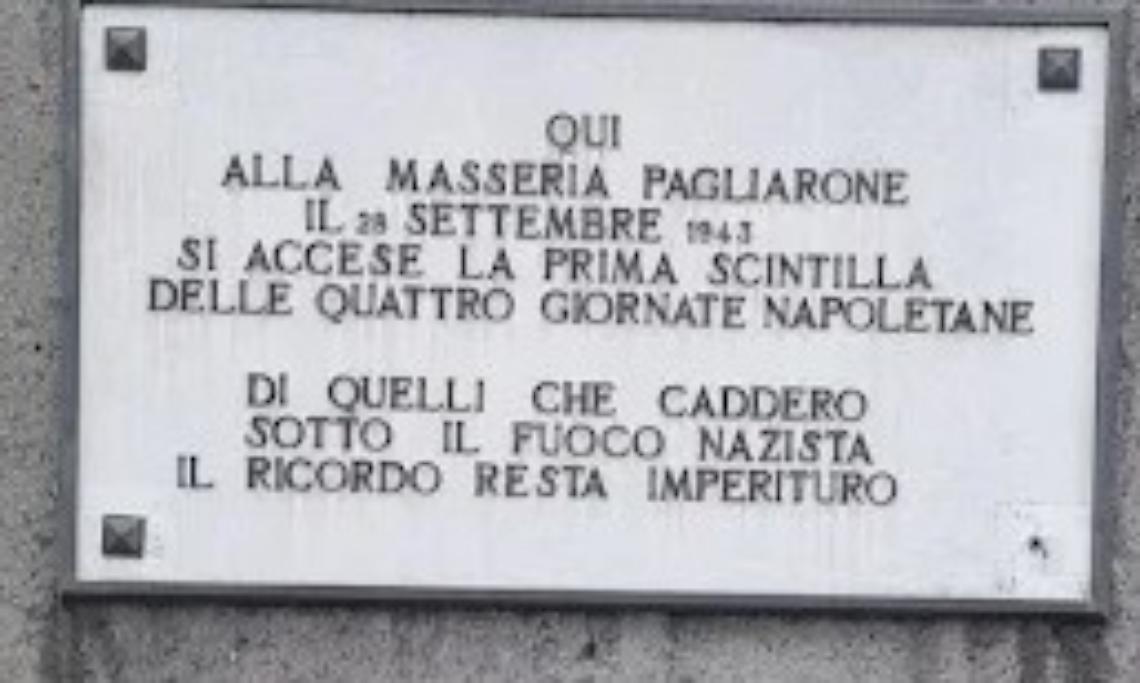 QUI
ALLA MASSERIA PAGLIARONE
IL 28 SETTEMBRE 1943
SI ACCESE LA PRIMA SCINTILLA
DELLE QUATTRO GIORNATE NAPOLETANE
DI QUELLI CHE CADDERO
SOTTO IL FUOCO NAZISTA
IL RICORDO RESTA IMPERITURO